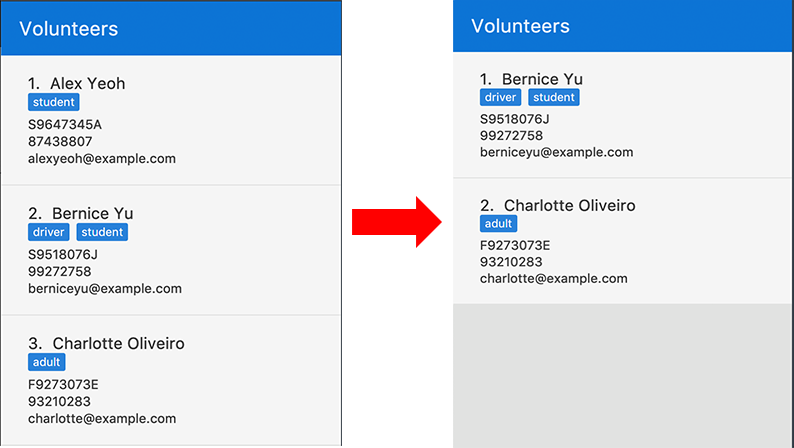 Volunteers
1. Alex Yeoh
student
S9647345A
87438807
alexyeoh@example.com
2. Bernice Yu
driver student
S9518076J
99272758
berniceyu@example.com
3. Charlotte Oliveiro
adult
F9273073E
93210283
charlotte@example.com
Volunteers
1. Bernice Yu
driver student
S9518076J
99272758
berniceyu@example.com
2. Charlotte Oliveiro
adult
F9273073E
93210283
charlotte@example.com